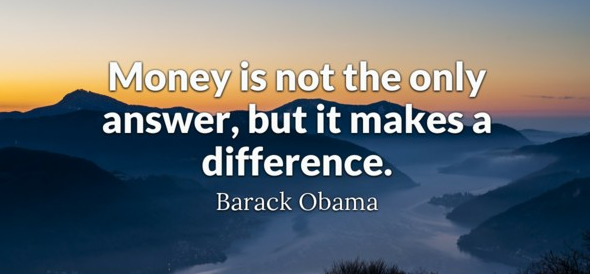 Money is not the only
answer, but it makes a
difference.
Barack Obama